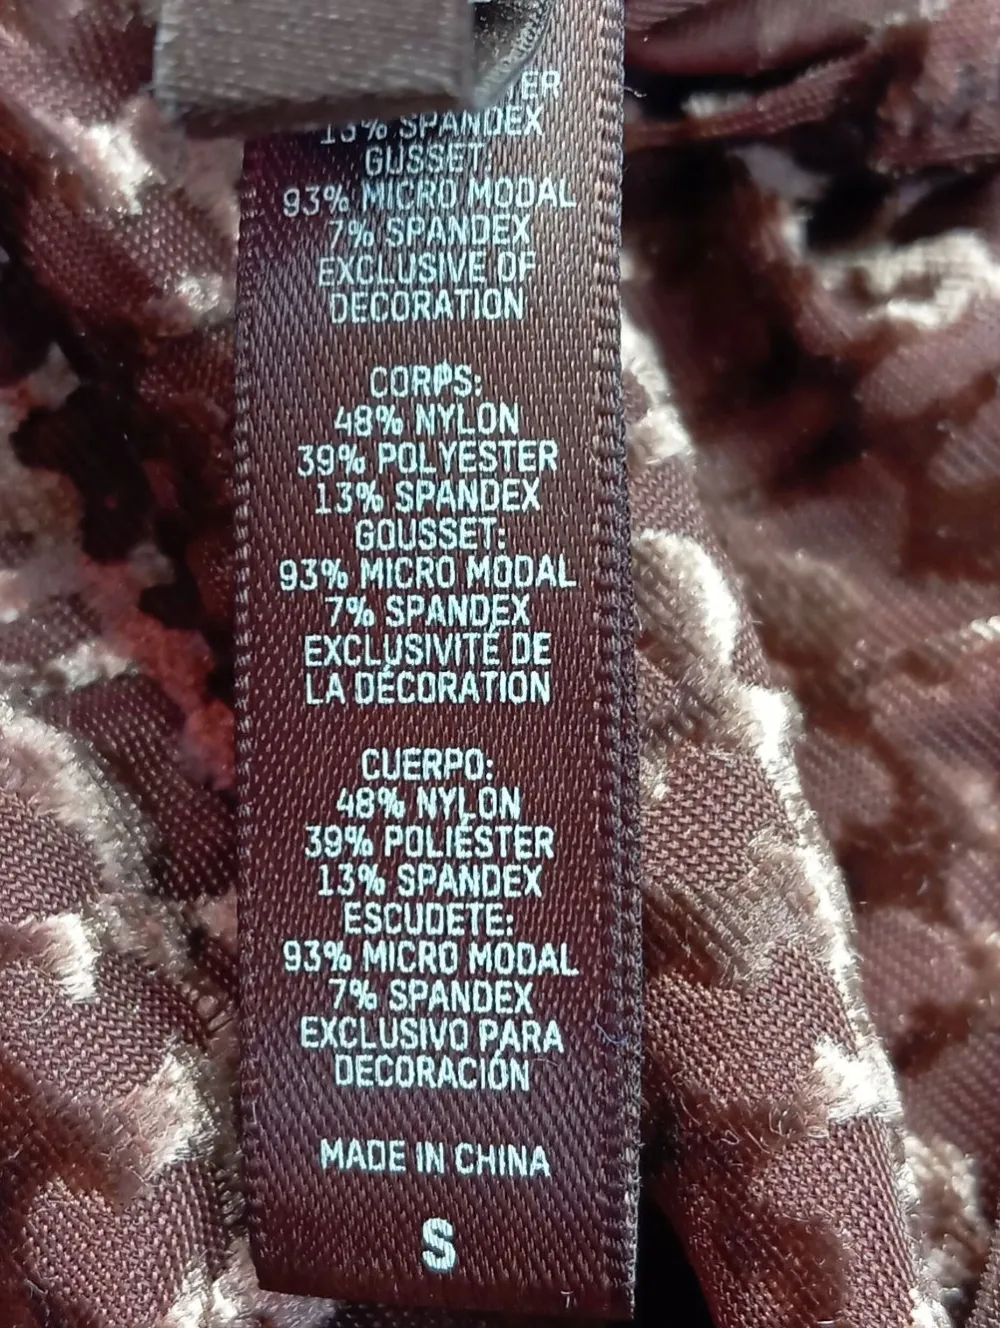 13% SPANDEX
GUSSET:
93% MICRO MODAL
7% SPANDEX
EXCLUSIVE OF
DECORATION
CORPS:
48% NYLON
39% POLYESTER
13% SPANDEX
GOUSSET:
93% MICRO MODAL
7% SPANDEX
EXCLUSIVITÉ DE
LA DÉCORATION
CUERPO:
48% NYLON
39% POLIÉSTER
13% SPANDEX
ESCUDETE:
93% MICRO MODAL
7% SPANDEX
EXCLUSIVO PARA
DECORACIÓN
MADE IN CHINA
S